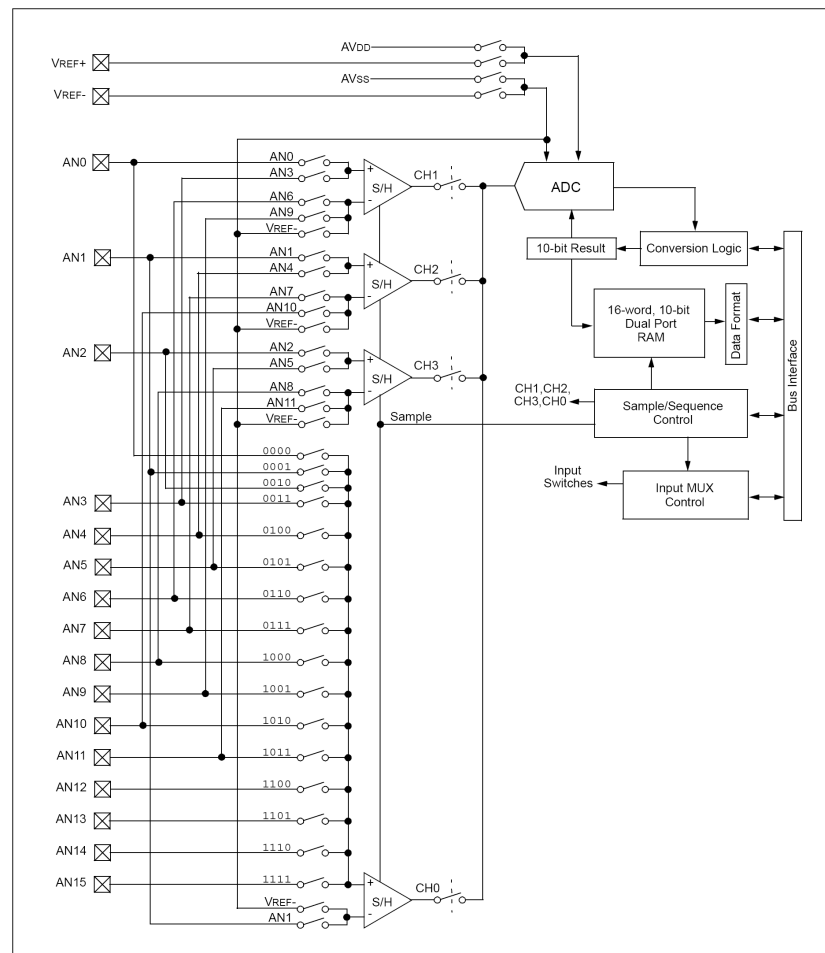 AVDD
VREF+
AVSS
VREF-
AN0
AN0
AN3
+
-
S/H
CH1
ADC
AN6
AN9
VREF-
10-bit Result
Conversion Logic
AN1
AN1
AN4
+
-
S/H
CH2
AN7
AN10
VREF-
16-word, 10-bit
Dual Port
RAM
Data Format
Bus Interface
AN2
AN2
AN5
+
-
S/H
CH3
AN8
AN11
VREF-
CH1,CH2,
CH3,CH0
Sample
Sample/Sequence
Control
0000
0001
0010
Input
Switches
Input MUX
Control
AN3
0011
AN4
0100
AN5
0101
AN6
0110
AN7
0111
AN8
1000
AN9
1001
AN10
1010
AN11
1011
AN12
1100
AN13
1101
AN14
1110
AN15
1111
+
-
S/H
CH0
VREF-
AN1